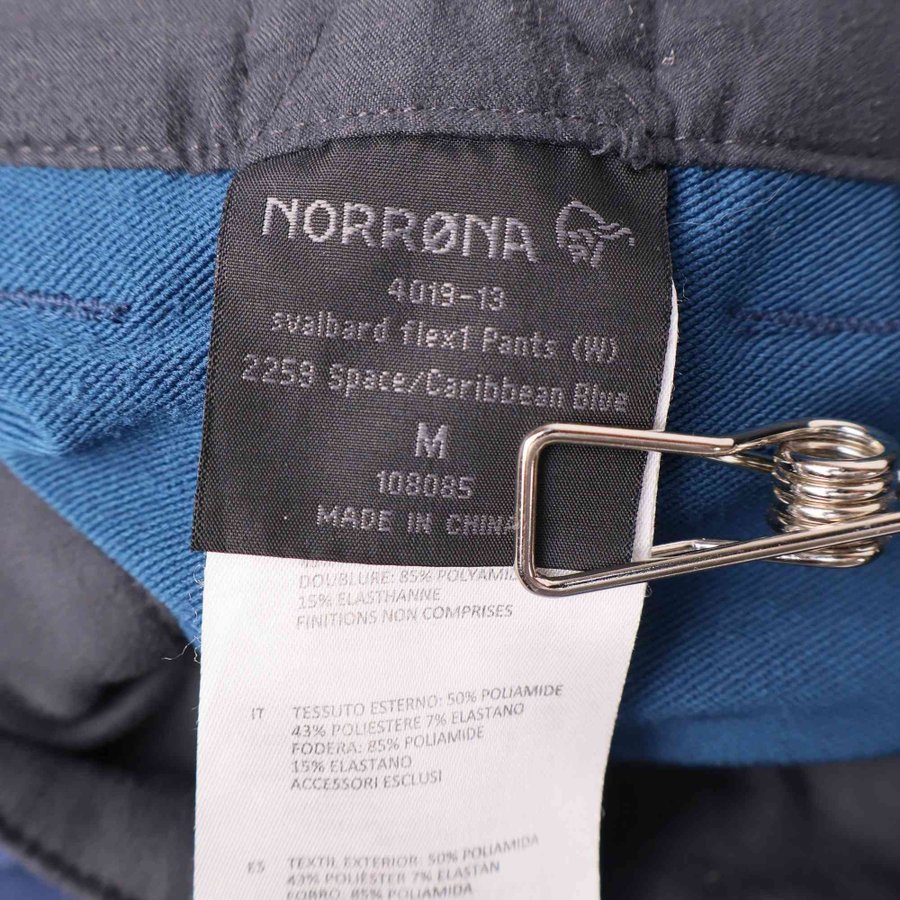 NORRØNA
4019-13
svalbard flex1 Pants (W)
2259 Space/Caribbean Blue
M
108085
MADE IN CHINA
DOUBLURE: 85% POLYAMIDE
15% ELASTHANNE
FINITIONS NON COMPRISES
IT TESSUTO ESTERNO: 50% POLIAMIDE
43% POLIESTERE 7% ELASTANO
FODERA: 85% POLIAMIDE
15% ELASTANO
ACCESSORI ESCLUSI
ES TEXTIL EXTERIOR: 50% POLIAMIDA
43% POLIÉSTER 7% ELASTAN
FORRO: 85% POLIAMIDA